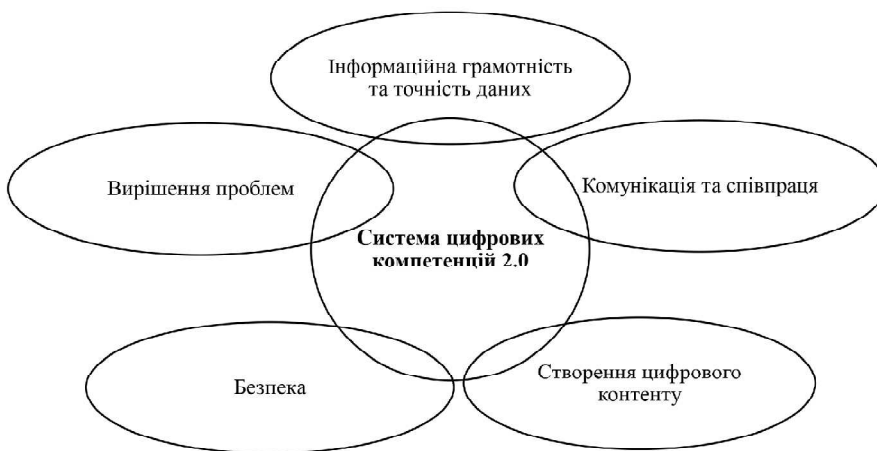 Інформаційна грамотність
та точність даних
Вирішення проблем
Комунікація та співпраця
Система цифрових
компетенцій 2.0
Безпека
Створення цифрового
контенту